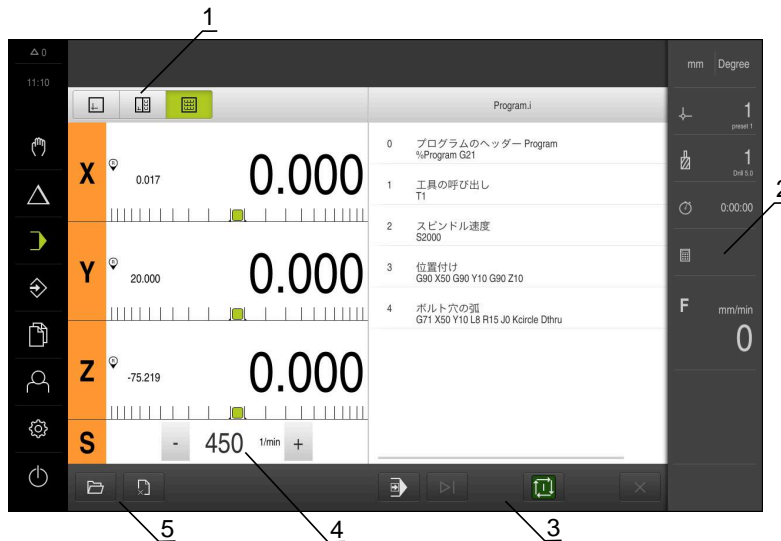 1
0
11:10
mm Degree
Program.i
1
preset 1
1
Drill 5.0
0:00:00
2
F mm/min
0
X R 0.017 0.000
Y R 20.000 0.000
Z R -75.219 0.000
S - 450 1/min +
0 プログラムのヘッダー Program
%Program G21
1 工具の呼び出し
T1
2 スピンドル速度
S2000
3 位置付け
G90 X50 G90 Y10 G90 Z10
4 ボルト穴の弧
G71 X50 Y10 L8 R15 J0 Kcircle Dthru
5
4
3